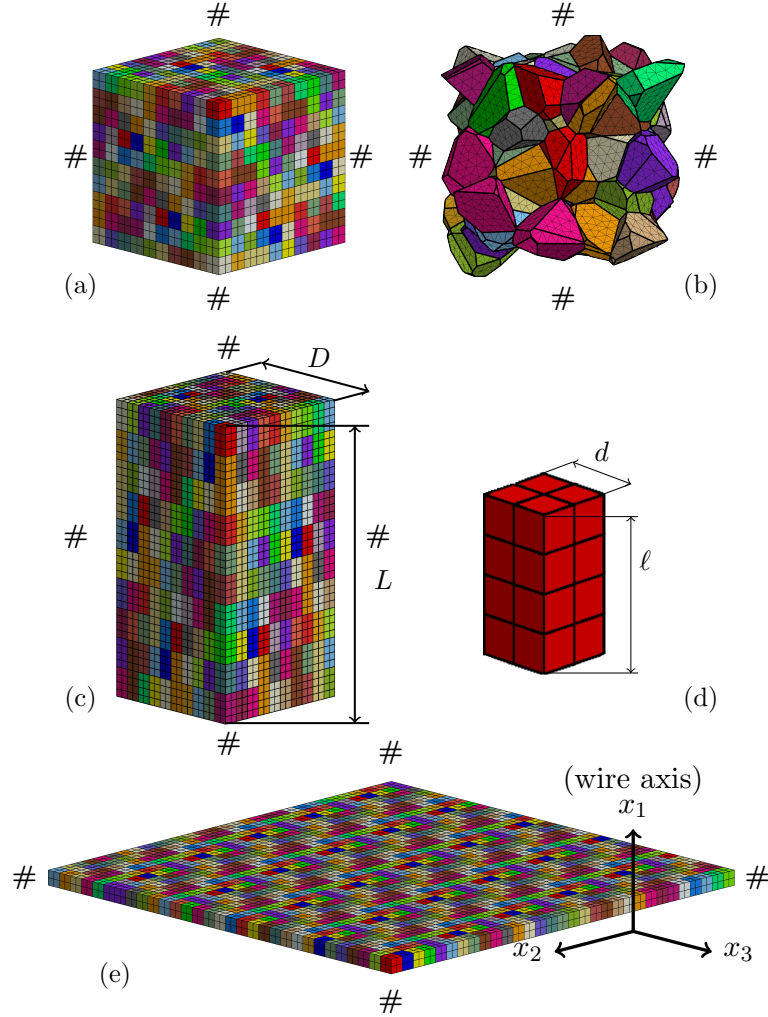 # #
# # # #
(a) # # (b)
#
D
d
# # L ℓ
(c) (d)
#
#
(wire axis)
x₁
# #
x₂ x₃
(e)
#